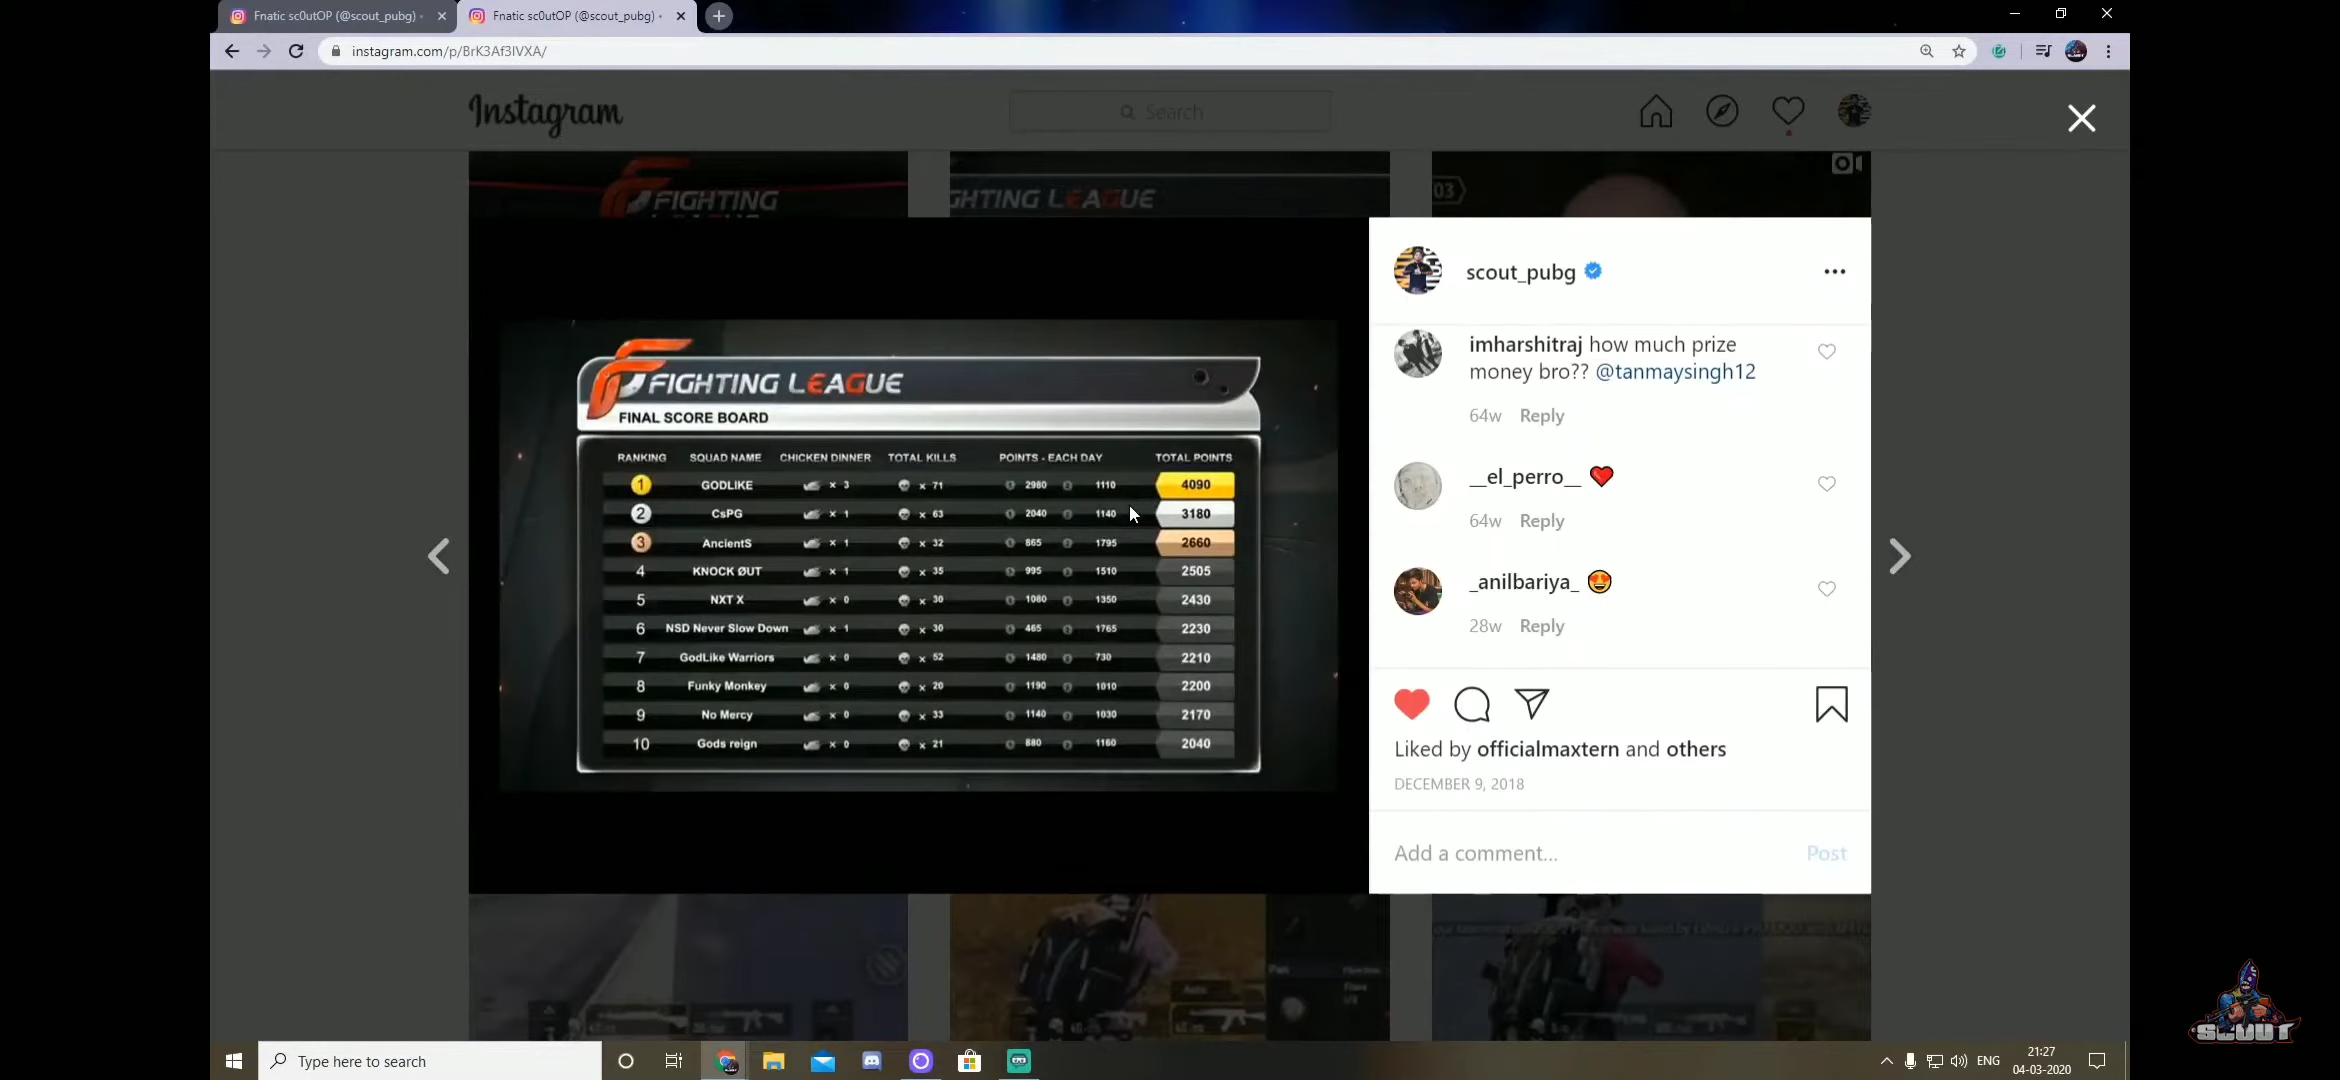 Fnatic sc0utOP (@scout_pubg) •
Fnatic sc0utOP (@scout_pubg) •
instagram.com/p/BrK3Af3lVXA/
Instagram
Search
FIGHTING
GHTING LEAGUE
03
scout_pubg
FIGHTING LEAGUE
FINAL SCORE BOARD
RANKING SQUAD NAME CHICKEN DINNER TOTAL KILLS POINTS - EACH DAY TOTAL POINTS
1 GODLIKE x 3 x 71 2980 1110 4090
2 CsPG x 1 x 63 2040 1140 3180
3 AncientS x 1 x 32 865 1795 2660
4 KNOCK ØUT x 1 x 35 995 1510 2505
5 NXT X x 0 x 30 1080 1350 2430
6 NSD Never Slow Down x 1 x 30 465 1765 2230
7 GodLike Warriors x 0 x 52 1480 730 2210
8 Funky Monkey x 0 x 20 1190 1010 2200
9 No Mercy x 0 x 33 1140 1030 2170
10 Gods reign x 0 x 21 880 1160 2040
imharshitraj how much prize
money bro?? @tanmaysingh12
64w Reply
__el_perro__ ❤️
64w Reply
_anilbariya_ 😍
28w Reply
Liked by officialmaxtern and others
DECEMBER 9, 2018
Add a comment... Post
SCOUT
Type here to search
ENG
21:27
04-03-2020